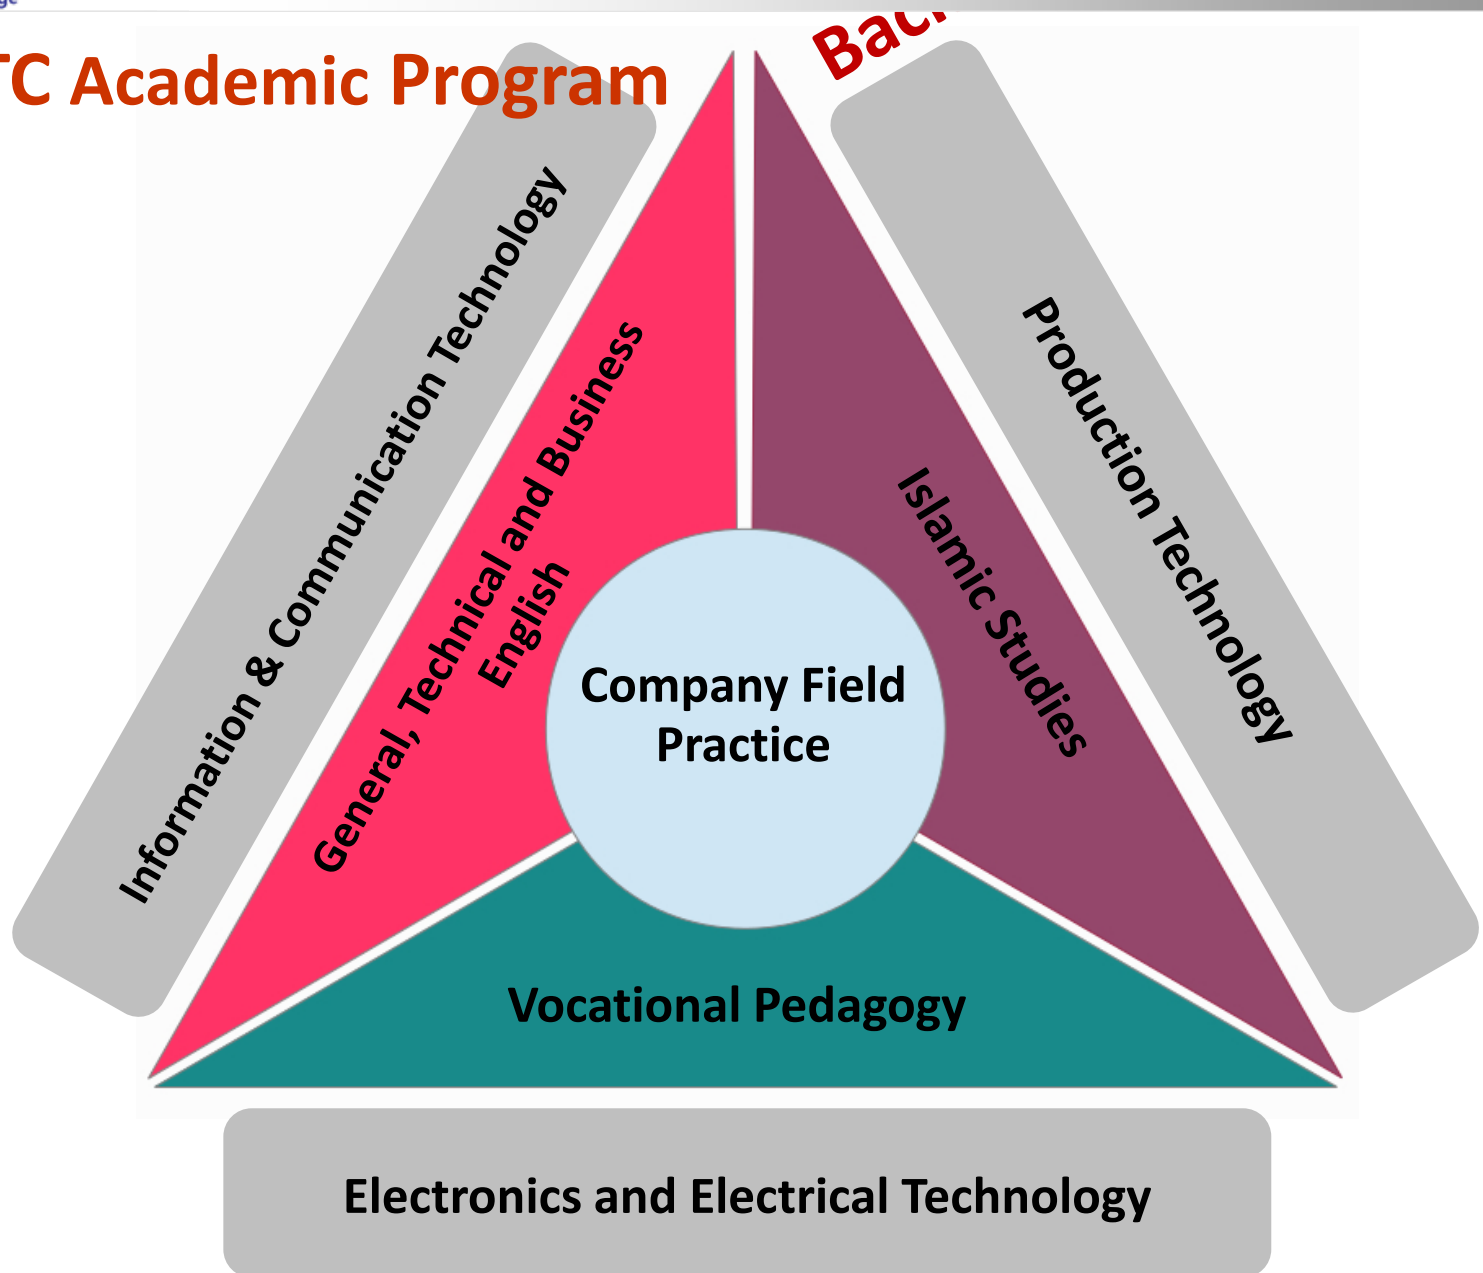 TC Academic Program
Information & Communication Technology
General, Technical and Business
English
Company Field
Practice
Islamic Studies
Production Technology
Vocational Pedagogy
Electronics and Electrical Technology